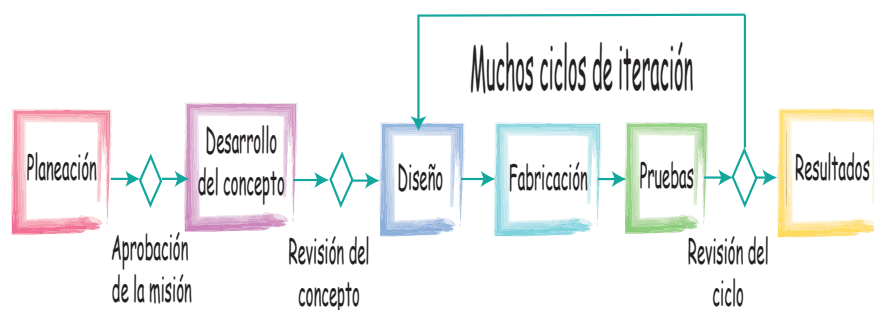 Muchos ciclos de iteración
Planeación
Desarrollo
del concepto
Diseño
Fabricación
Pruebas
Resultados
Aprobación
de la misión
Revisión del
concepto
Revisión del
ciclo